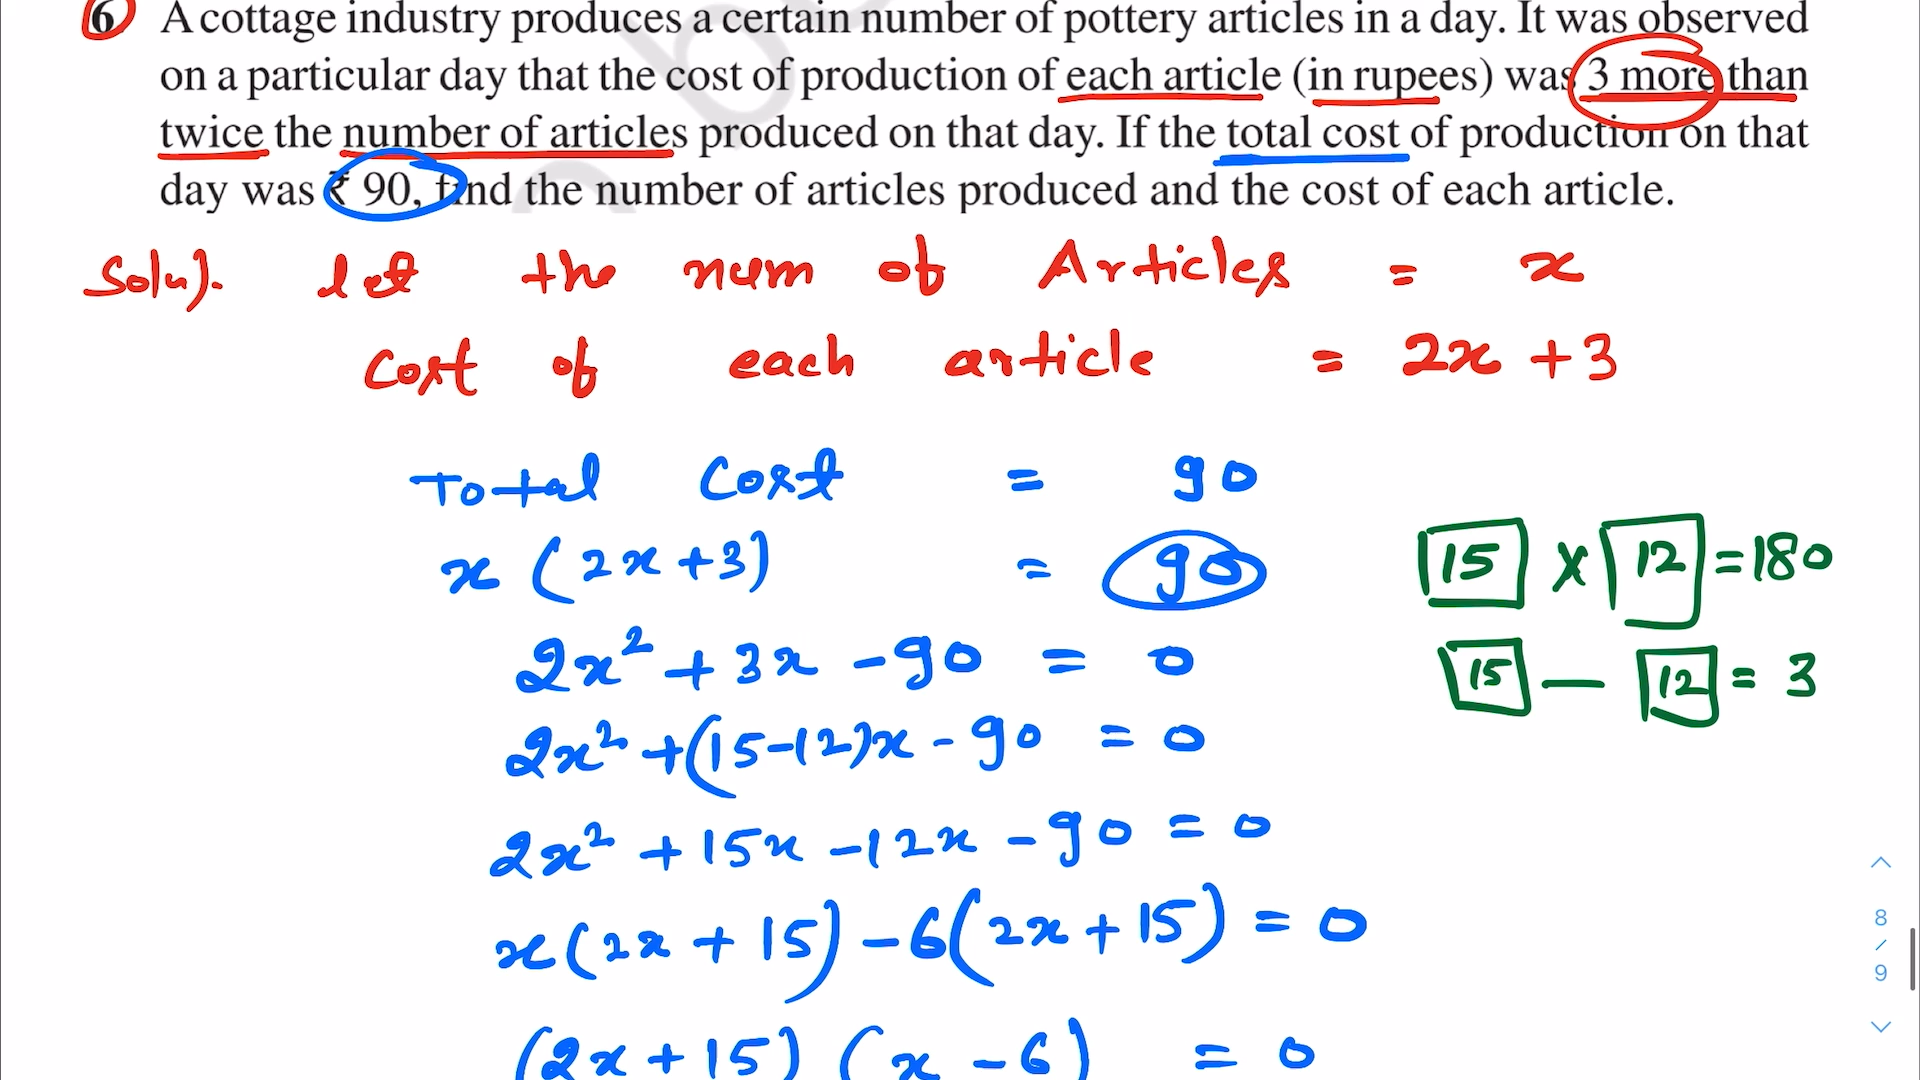 6 A cottage industry produces a certain number of pottery articles in a day. It was observed
on a particular day that the cost of production of each article (in rupees) was 3 more than
twice the number of articles produced on that day. If the total cost of production on that
day was ₹ 90, find the number of articles produced and the cost of each article.
Soln). let the num of Articles = x
Cost of each article = 2x + 3
Total Cost = 90
x (2x + 3) = 90
2x² + 3x - 90 = 0
2x² + (15-12)x - 90 = 0
2x² + 15x - 12x - 90 = 0
x(2x + 15) - 6(2x + 15) = 0
(2x + 15) (x - 6) = 0
15 × 12 = 180
15 — 12 = 3
8
/
9